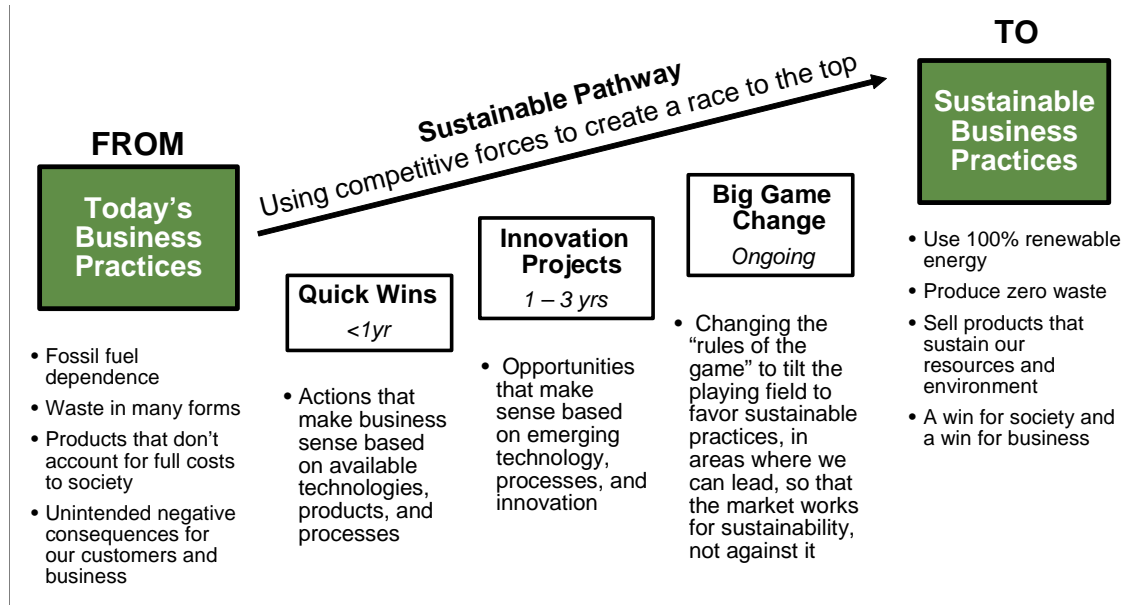 FROM
Today's
Business
Practices
• Fossil fuel
dependence
• Waste in many forms
• Products that don't
account for full costs
to society
• Unintended negative
consequences for
our customers and
business
Sustainable Pathway
Using competitive forces to create a race to the top
Quick Wins
<1yr
• Actions that
make business
sense based
on available
technologies,
products, and
processes
Innovation
Projects
1 – 3 yrs
• Opportunities
that make
sense based
on emerging
technology,
processes, and
innovation
Big Game
Change
Ongoing
• Changing the
“rules of the
game” to tilt the
playing field to
favor sustainable
practices, in
areas where we
can lead, so that
the market works
for sustainability,
not against it
TO
Sustainable
Business
Practices
• Use 100% renewable
energy
• Produce zero waste
• Sell products that
sustain our
resources and
environment
• A win for society and
a win for business